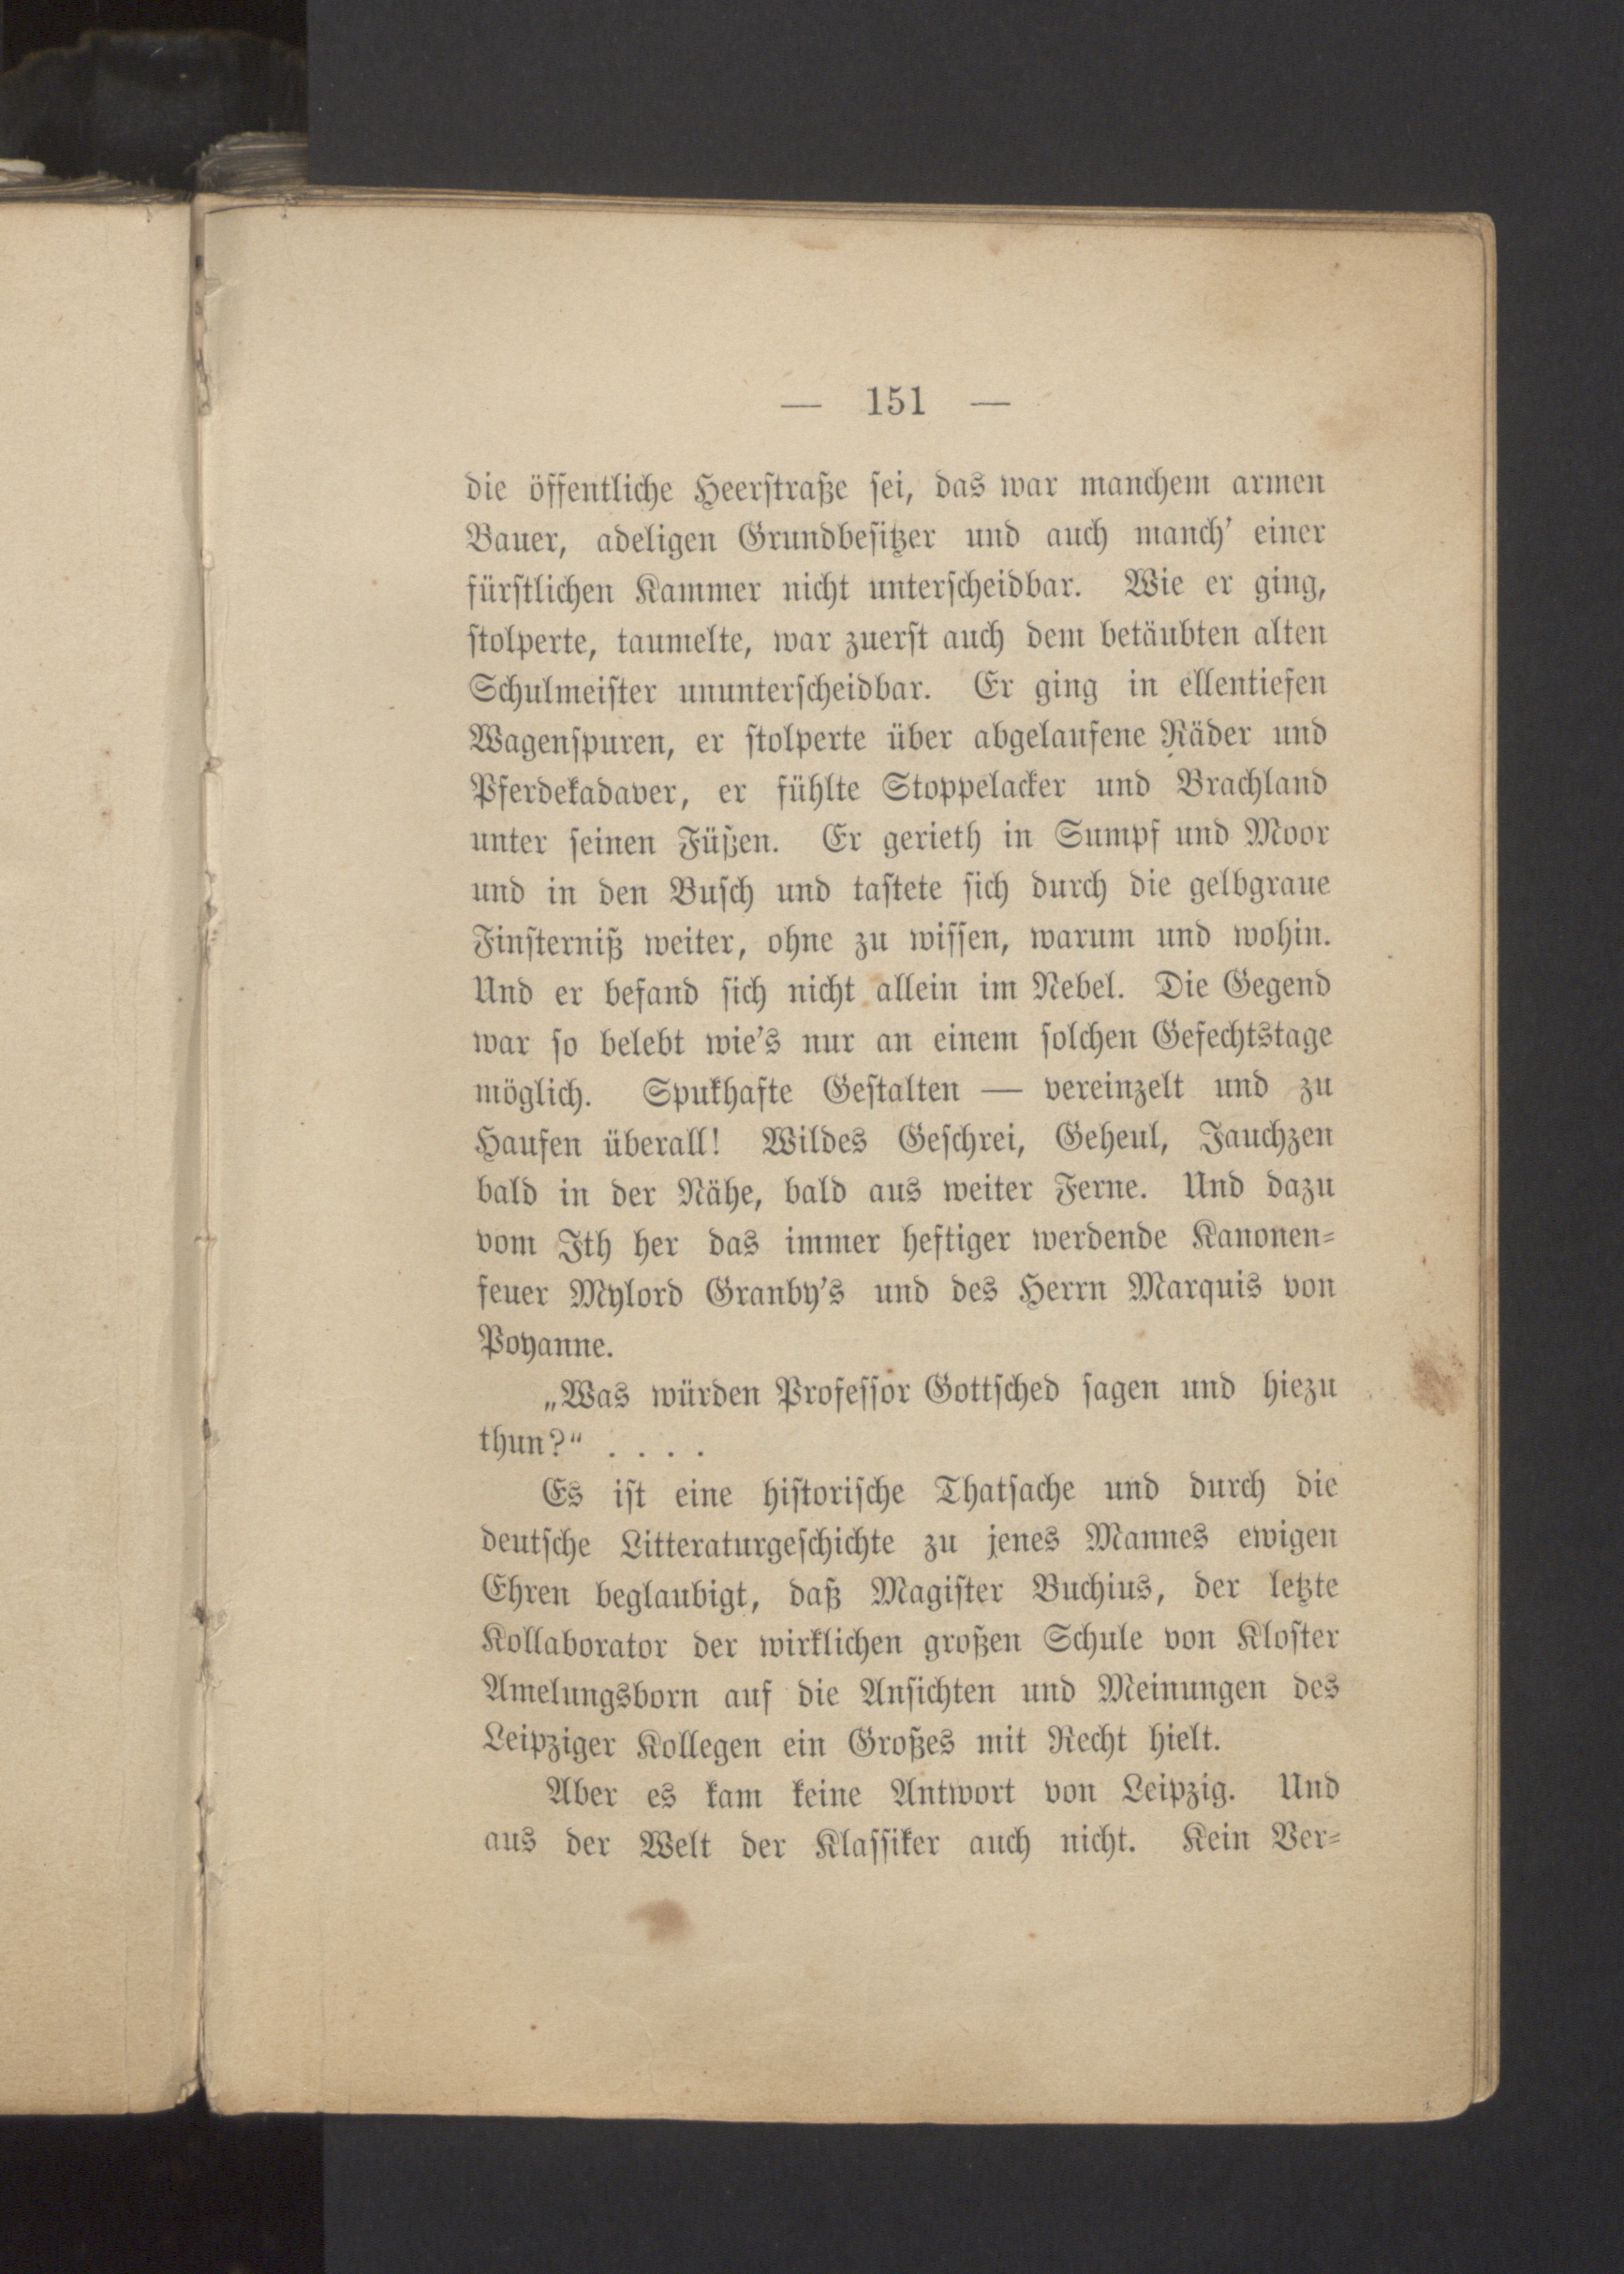 — 151 —
die öffentliche Heerstraße sei, das war manchem armen
Bauer, adeligen Grundbesitzer und auch manch' einer
fürstlichen Kammer nicht unterscheidbar. Wie er ging,
stolperte, taumelte, war zuerst auch dem betäubten alten
Schulmeister ununterscheidbar. Er ging in ellentiefen
Wagenspuren, er stolperte über abgelaufene Räder und
Pferdekadaver, er fühlte Stoppelacker und Brachland
unter seinen Füßen. Er gerieth in Sumpf und Moor
und in den Busch und tastete sich durch die gelbgraue
Finsterniß weiter, ohne zu wissen, warum und wohin.
Und er befand sich nicht allein im Nebel. Die Gegend
war so belebt wie's nur an einem solchen Gefechtstage
möglich. Spukhafte Gestalten — vereinzelt und zu
Haufen überall! Wildes Geschrei, Geheul, Jauchzen
bald in der Nähe, bald aus weiter Ferne. Und dazu
vom Ith her das immer heftiger werdende Kanonen-
feuer Mylord Granby's und des Herrn Marquis von
Poyanne.
„Was würden Professor Gottsched sagen und hiezu
thun?“ . . . .
Es ist eine historische Thatsache und durch die
deutsche Litteraturgeschichte zu jenes Mannes ewigen
Ehren beglaubigt, daß Magister Buchius, der letzte
Kollaborator der wirklichen großen Schule von Kloster
Amelungsborn auf die Ansichten und Meinungen des
Leipziger Kollegen ein Großes mit Recht hielt.
Aber es kam keine Antwort von Leipzig. Und
aus der Welt der Klassiker auch nicht. Kein Ver-